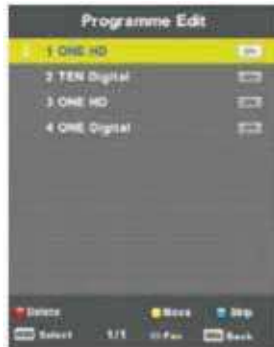 Programme Edit
1 ONE HD
2 TEN Digital
3 ONE HD
4 ONE Digital
Delete Move Skip
Select 1/1 Fav Back